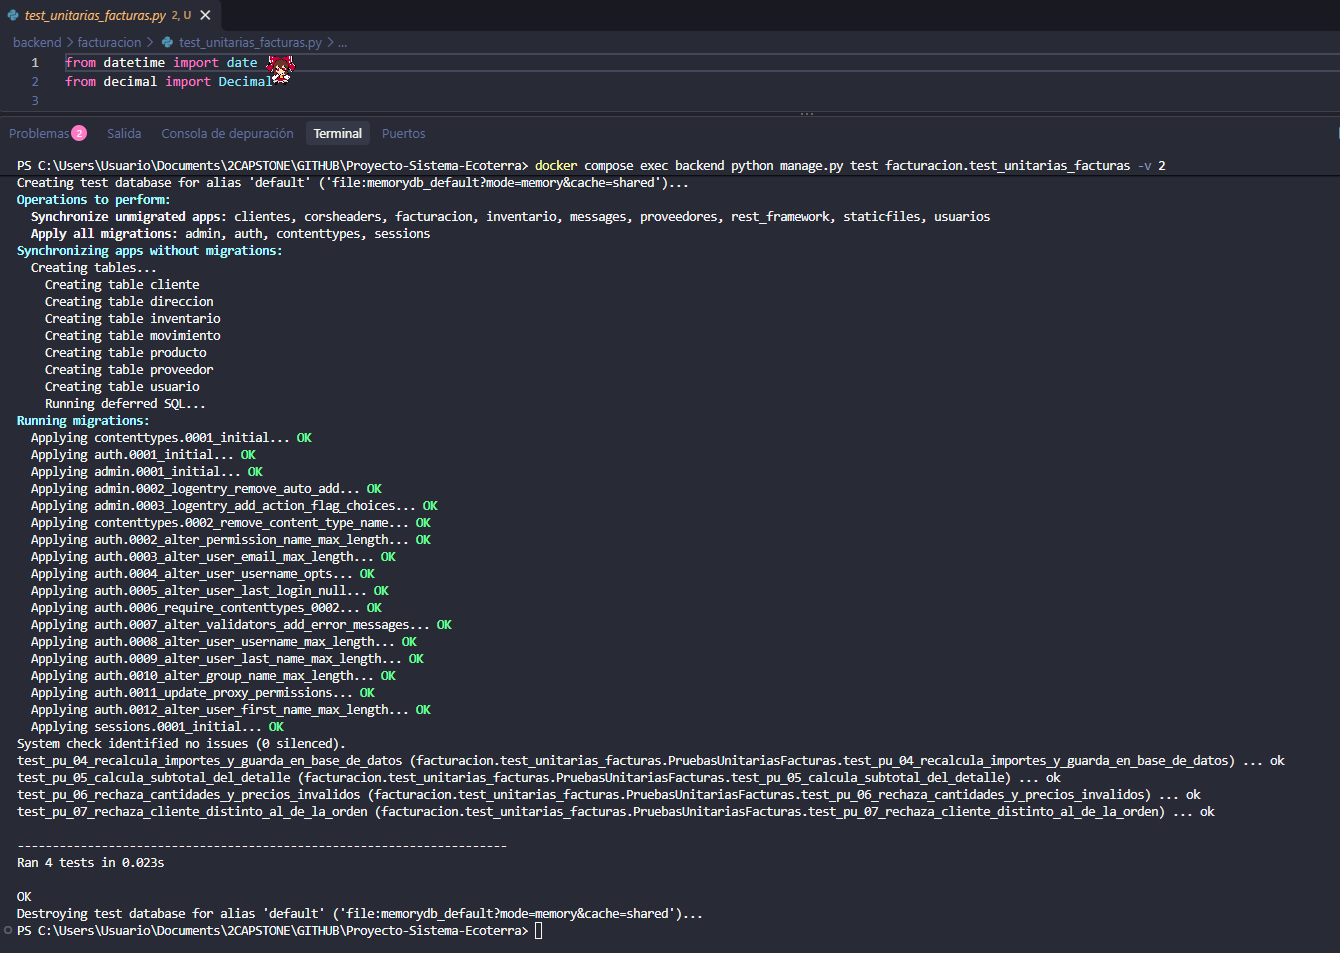 test_unitarias_facturas.py 2, U
backend > facturacion > test_unitarias_facturas.py > ...
1 from datetime import date
2 from decimal import Decimal
3
Problemas 2 Salida Consola de depuración Terminal Puertos
PS C:\Users\Usuario\Documents\2CAPSTONE\GITHUB\Proyecto-Sistema-Ecoterra> docker compose exec backend python manage.py test facturacion.test_unitarias_facturas -v 2
Creating test database for alias 'default' ('file:memorydb_default?mode=memory&cache=shared')...
Operations to perform:
  Synchronize unmigrated apps: clientes, corsheaders, facturacion, inventario, messages, proveedores, rest_framework, staticfiles, usuarios
  Apply all migrations: admin, auth, contenttypes, sessions
Synchronizing apps without migrations:
  Creating tables...
    Creating table cliente
    Creating table direccion
    Creating table inventario
    Creating table movimiento
    Creating table producto
    Creating table proveedor
    Creating table usuario
    Running deferred SQL...
Running migrations:
  Applying contenttypes.0001_initial... OK
  Applying auth.0001_initial... OK
  Applying admin.0001_initial... OK
  Applying admin.0002_logentry_remove_auto_add... OK
  Applying admin.0003_logentry_add_action_flag_choices... OK
  Applying contenttypes.0002_remove_content_type_name... OK
  Applying auth.0002_alter_permission_name_max_length... OK
  Applying auth.0003_alter_user_email_max_length... OK
  Applying auth.0004_alter_user_username_opts... OK
  Applying auth.0005_alter_user_last_login_null... OK
  Applying auth.0006_require_contenttypes_0002... OK
  Applying auth.0007_alter_validators_add_error_messages... OK
  Applying auth.0008_alter_user_username_max_length... OK
  Applying auth.0009_alter_user_last_name_max_length... OK
  Applying auth.0010_alter_group_name_max_length... OK
  Applying auth.0011_update_proxy_permissions... OK
  Applying auth.0012_alter_user_first_name_max_length... OK
  Applying sessions.0001_initial... OK
System check identified no issues (0 silenced).
test_pu_04_recalcula_importes_y_guarda_en_base_de_datos (facturacion.test_unitarias_facturas.PruebasUnitariasFacturas.test_pu_04_recalcula_importes_y_guarda_en_base_de_datos) ... ok
test_pu_05_calcula_subtotal_del_detalle (facturacion.test_unitarias_facturas.PruebasUnitariasFacturas.test_pu_05_calcula_subtotal_del_detalle) ... ok
test_pu_06_rechaza_cantidades_y_precios_invalidos (facturacion.test_unitarias_facturas.PruebasUnitariasFacturas.test_pu_06_rechaza_cantidades_y_precios_invalidos) ... ok
test_pu_07_rechaza_cliente_distinto_al_de_la_orden (facturacion.test_unitarias_facturas.PruebasUnitariasFacturas.test_pu_07_rechaza_cliente_distinto_al_de_la_orden) ... ok
----------------------------------------------------------------------
Ran 4 tests in 0.023s
OK
Destroying test database for alias 'default' ('file:memorydb_default?mode=memory&cache=shared')...
PS C:\Users\Usuario\Documents\2CAPSTONE\GITHUB\Proyecto-Sistema-Ecoterra>